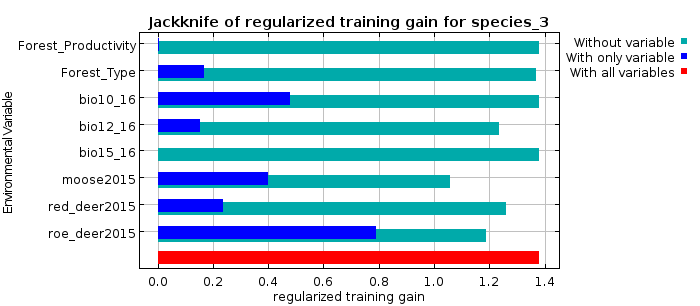 Jackknife of regularized training gain for species_3
Environmental Variable
Forest_Productivity
Forest_Type
bio10_16
bio12_16
bio15_16
moose2015
red_deer2015
roe_deer2015
0.0 0.2 0.4 0.6 0.8 1.0 1.2 1.4
regularized training gain
Without variable
With only variable
With all variables